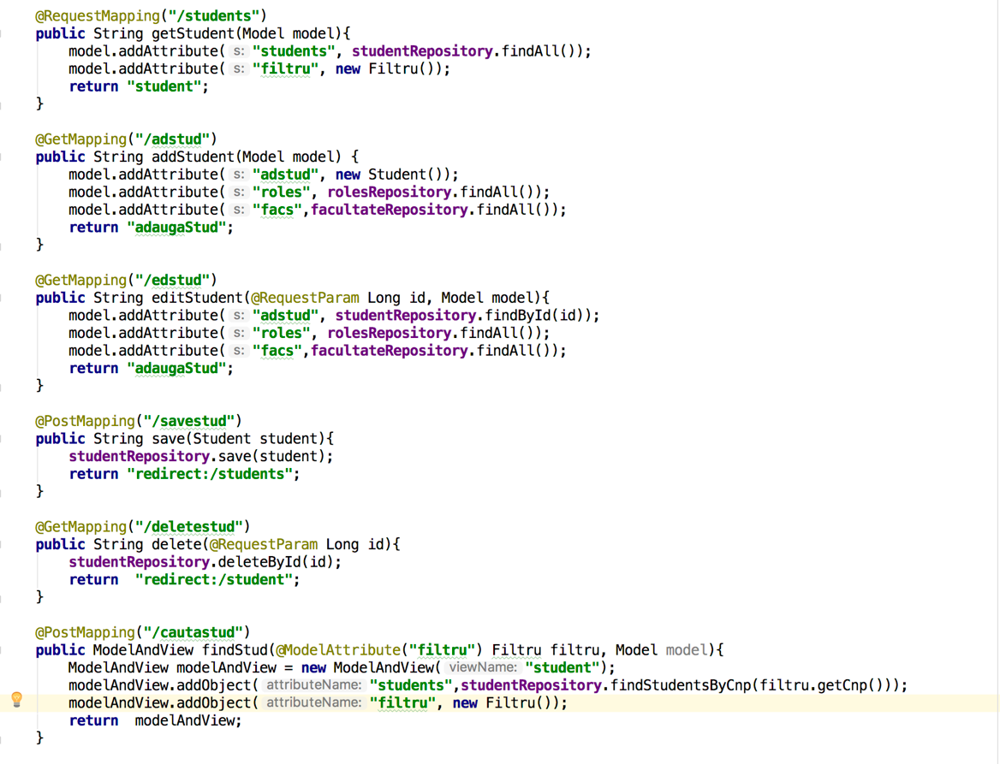 @RequestMapping("/students")
public String getStudent(Model model){
    model.addAttribute( s: "students", studentRepository.findAll());
    model.addAttribute( s: "filtru", new Filtru());
    return "student";
}

@GetMapping("/adstud")
public String addStudent(Model model) {
    model.addAttribute( s: "adstud", new Student());
    model.addAttribute( s: "roles", rolesRepository.findAll());
    model.addAttribute( s: "facs",facultateRepository.findAll());
    return "adaugaStud";
}

@GetMapping("/edstud")
public String editStudent(@RequestParam Long id, Model model){
    model.addAttribute( s: "adstud", studentRepository.findById(id));
    model.addAttribute( s: "roles", rolesRepository.findAll());
    model.addAttribute( s: "facs",facultateRepository.findAll());
    return "adaugaStud";
}

@PostMapping("/savestud")
public String save(Student student){
    studentRepository.save(student);
    return "redirect:/students";
}

@GetMapping("/deletestud")
public String delete(@RequestParam Long id){
    studentRepository.deleteById(id);
    return  "redirect:/student";
}

@PostMapping("/cautastud")
public ModelAndView findStud(@ModelAttribute("filtru") Filtru filtru, Model model){
    ModelAndView modelAndView = new ModelAndView( viewName: "student");
    modelAndView.addObject( attributeName: "students",studentRepository.findStudentsByCnp(filtru.getCnp()));
    modelAndView.addObject( attributeName: "filtru", new Filtru());
    return  modelAndView;
}